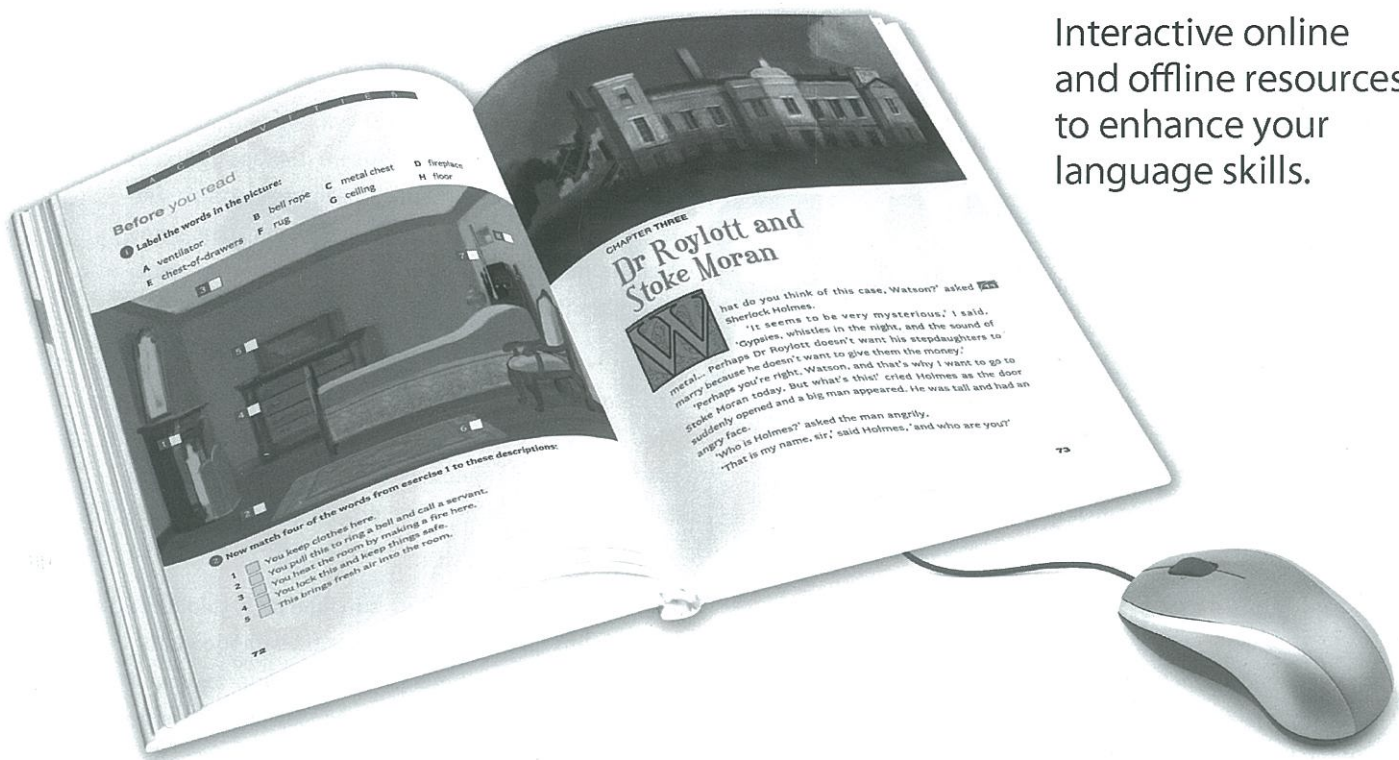 Interactive online
and offline resources
to enhance your
language skills.
ACTIVITIES
Before you read
1 Label the words in the picture:
A ventilator B bell rope C metal chest D fireplace
E chest-of-drawers F rug G ceiling H floor
3
8
7
5
4
1
6
2
2 Now match four of the words from exercise 1 to these descriptions:
1 You keep clothes here.
2 You pull this to ring a bell and call a servant.
3 You heat the room by making a fire here.
4 You lock this and keep things safe.
5 This brings fresh air into the room.
72
CHAPTER THREE
Dr Roylott and
Stoke Moran
What do you think of this case, Watson?' asked
Sherlock Holmes.
'It seems to be very mysterious,' I said.
'Gypsies, whistles in the night, and the sound of
metal... Perhaps Dr Roylott doesn't want his stepdaughters to
marry because he doesn't want to give them the money.'
'Perhaps you're right, Watson, and that's why I want to go to
Stoke Moran today. But what's this!' cried Holmes as the door
suddenly opened and a big man appeared. He was tall and had an
angry face.
'Who is Holmes?' asked the man angrily.
'That is my name, sir,' said Holmes, 'and who are you?'
73